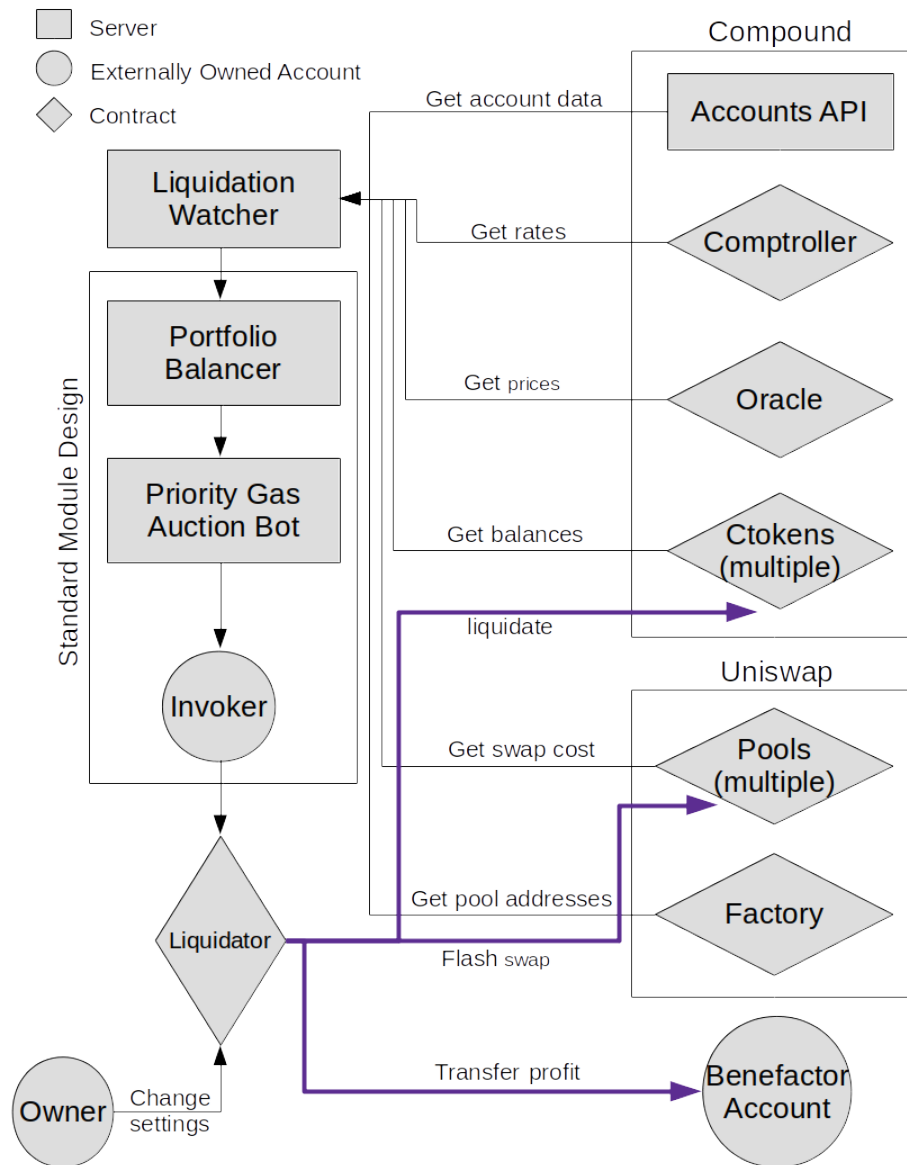 Server
Externally Owned Account
Contract
Compound
Get account data
Accounts API
Liquidation
Watcher
Get rates
Comptroller
Standard Module Design
Portfolio
Balancer
Get prices
Oracle
Priority Gas
Auction Bot
Get balances
Ctokens
(multiple)
liquidate
Uniswap
Invoker
Get swap cost
Pools
(multiple)
Get pool addresses
Factory
Liquidator
Flash swap
Transfer profit
Benefactor
Account
Owner
Change
settings